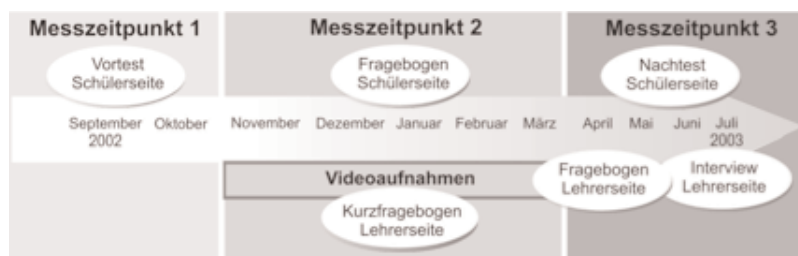 Messzeitpunkt 1
Messzeitpunkt 2
Messzeitpunkt 3
Vortest
Schülerseite
Fragebogen
Schülerseite
Nachtest
Schülerseite
September Oktober November Dezember Januar Februar März April Mai Juni Juli
2002
2003
Videoaufnahmen
Fragebogen
Lehrerseite
Interview
Lehrerseite
Kurzfragebogen
Lehrerseite